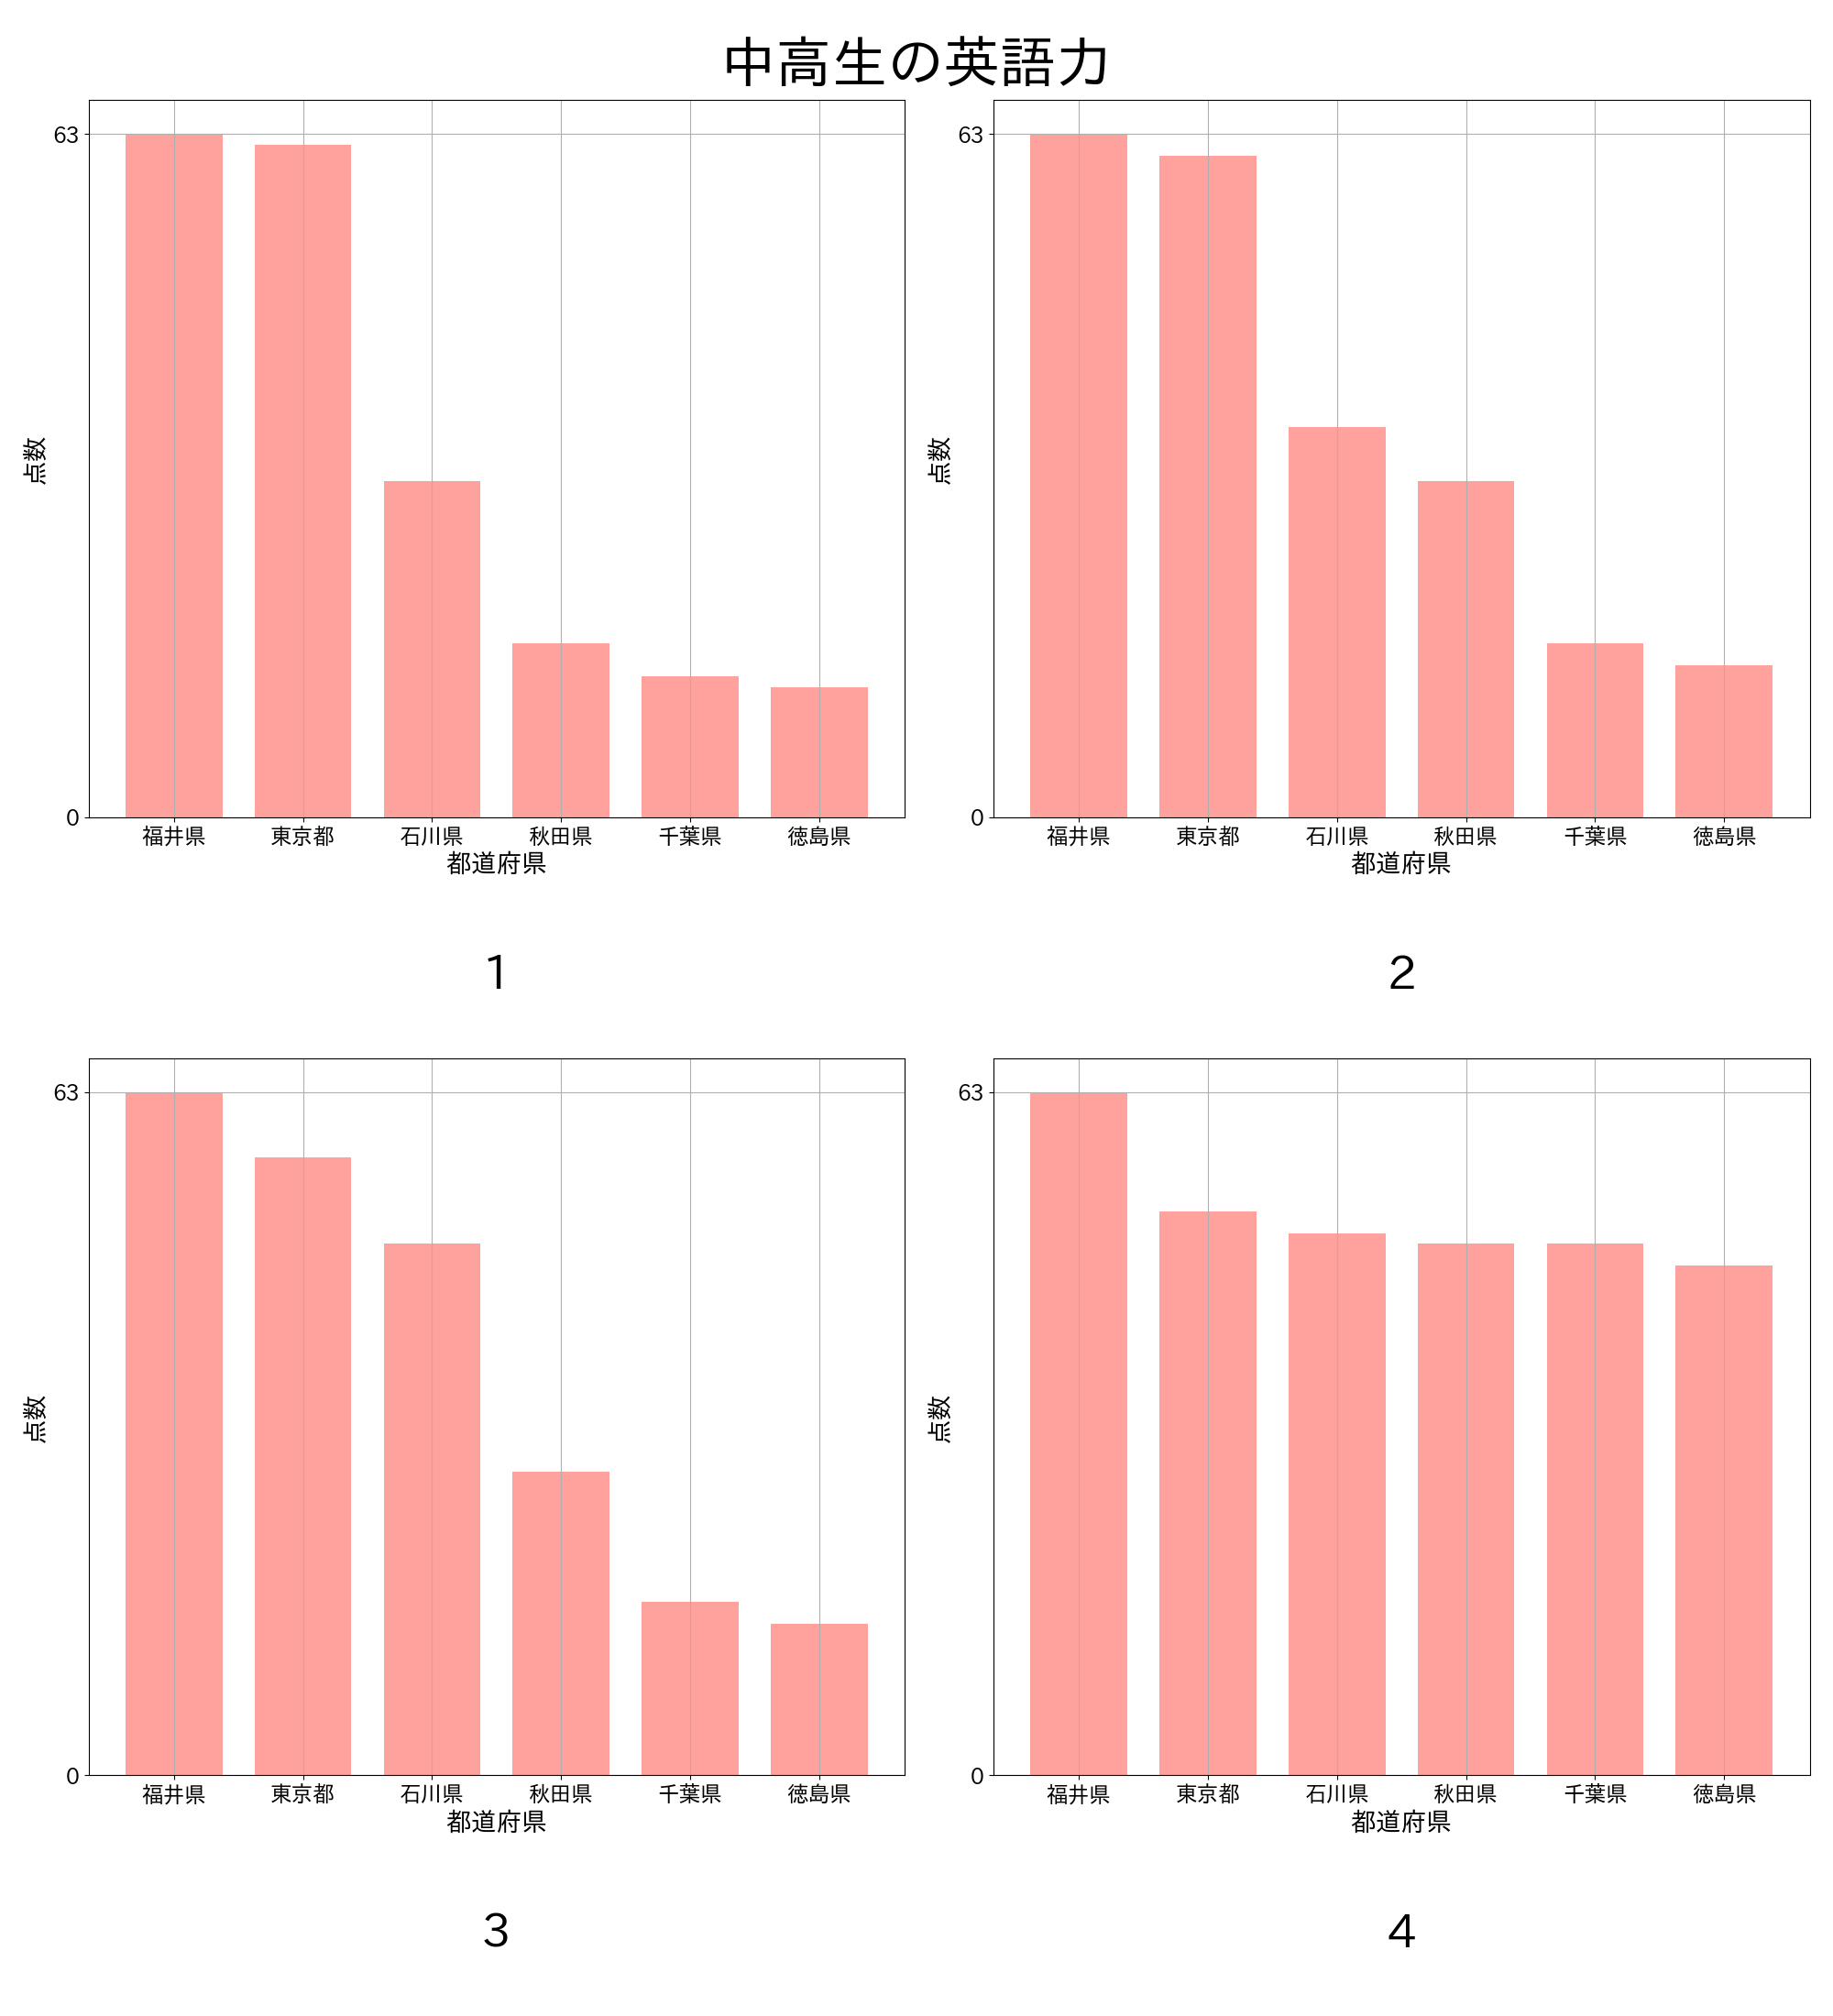 中高生の英語力
63
0
点数
福井県 東京都 石川県 秋田県 千葉県 徳島県
都道府県
1
63
0
点数
福井県 東京都 石川県 秋田県 千葉県 徳島県
都道府県
2
63
0
点数
福井県 東京都 石川県 秋田県 千葉県 徳島県
都道府県
3
63
0
点数
福井県 東京都 石川県 秋田県 千葉県 徳島県
都道府県
4